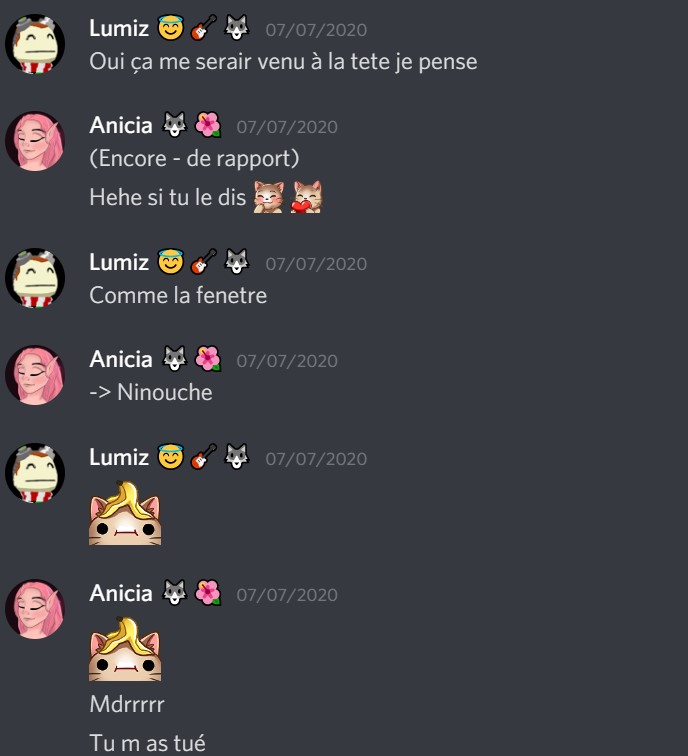 Lumiz 😇 🎸 🐺 07/07/2020
Oui ça me serair venu à la tete je pense
Anicia 🐺 🌺 07/07/2020
(Encore - de rapport)
Hehe si tu le dis
Lumiz 😇 🎸 🐺 07/07/2020
Comme la fenetre
Anicia 🐺 🌺 07/07/2020
-> Ninouche
Lumiz 😇 🎸 🐺 07/07/2020
Anicia 🐺 🌺 07/07/2020
Mdrrrrr
Tu m as tué